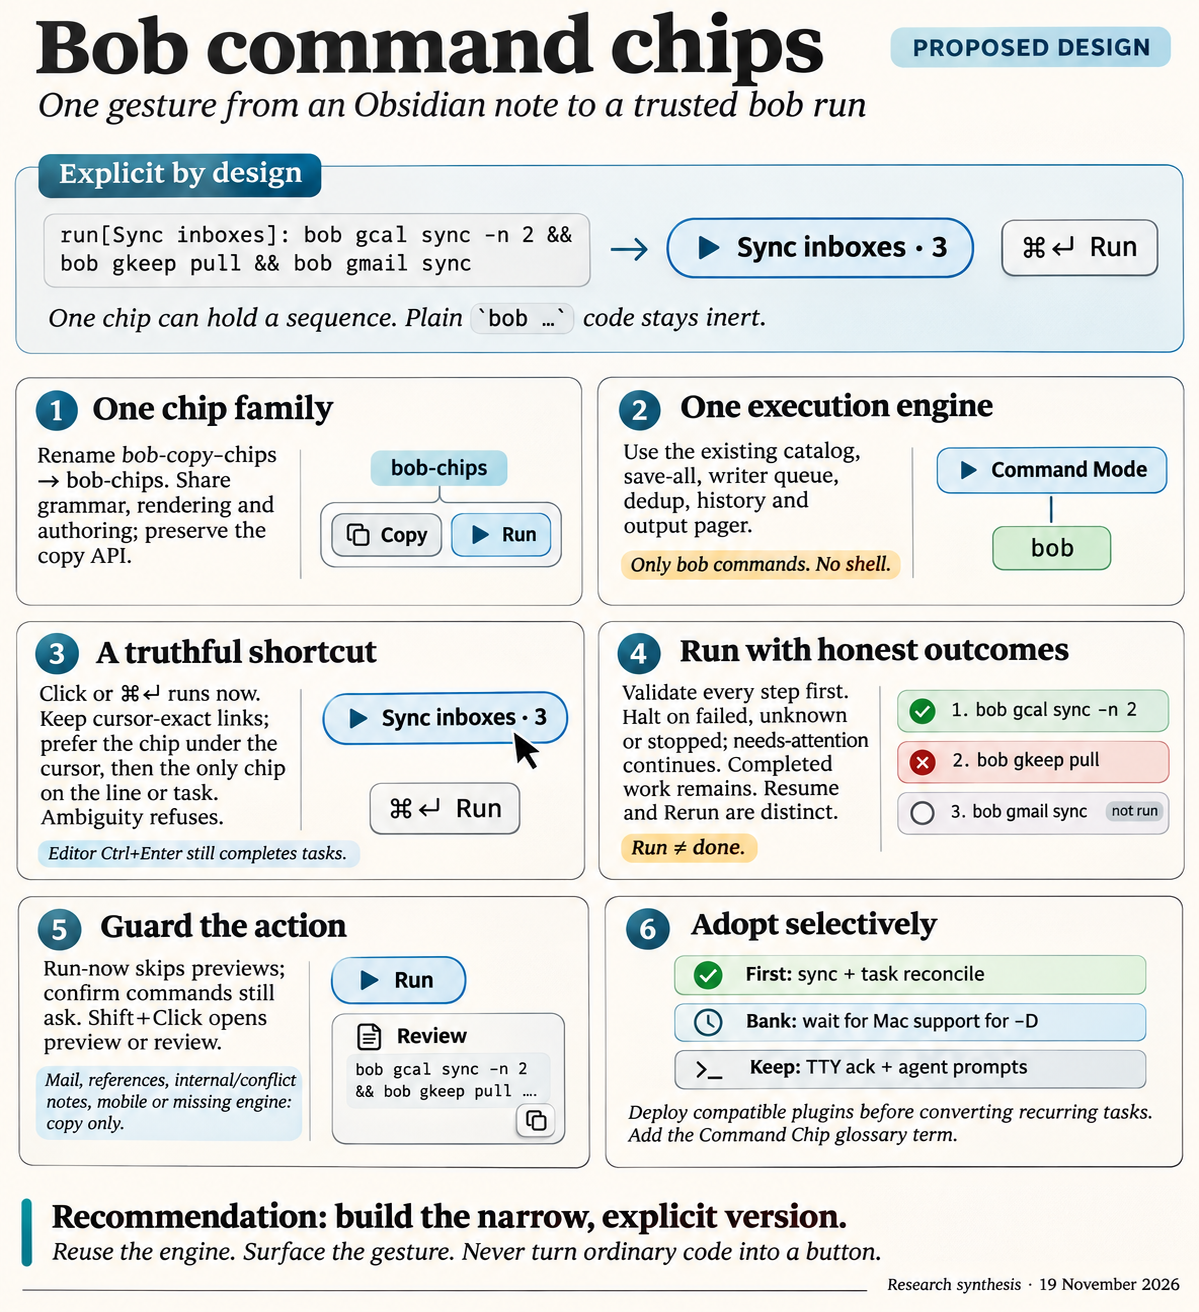 Bob command chips
PROPOSED DESIGN
One gesture from an Obsidian note to a trusted bob run
Explicit by design
run[Sync inboxes]: bob gcal sync -n 2 &&
bob gkeep pull && bob gmail sync
→
▶ Sync inboxes · 3
⌘↵ Run
One chip can hold a sequence. Plain `bob …` code stays inert.
1 One chip family
Rename bob-copy-chips
→ bob-chips. Share
grammar, rendering and
authoring; preserve the
copy API.
bob-chips
Copy
▶ Run
2 One execution engine
Use the existing catalog,
save-all, writer queue,
dedup, history and
output pager.
Only bob commands. No shell.
▶ Command Mode
bob
3 A truthful shortcut
Click or ⌘↵ runs now.
Keep cursor-exact links;
prefer the chip under the
cursor, then the only chip
on the line or task.
Ambiguity refuses.
Editor Ctrl+Enter still completes tasks.
▶ Sync inboxes · 3
⌘↵ Run
4 Run with honest outcomes
Validate every step first.
Halt on failed, unknown
or stopped; needs-attention
continues. Completed
work remains. Resume
and Rerun are distinct.
Run ≠ done.
1. bob gcal sync -n 2
2. bob gkeep pull
3. bob gmail sync not run
5 Guard the action
Run-now skips previews;
confirm commands still
ask. Shift+Click opens
preview or review.
Mail, references, internal/conflict
notes, mobile or missing engine:
copy only.
▶ Run
Review
bob gcal sync -n 2
&& bob gkeep pull ….
6 Adopt selectively
First: sync + task reconcile
Bank: wait for Mac support for -D
Keep: TTY ack + agent prompts
Deploy compatible plugins before converting recurring tasks.
Add the Command Chip glossary term.
Recommendation: build the narrow, explicit version.
Reuse the engine. Surface the gesture. Never turn ordinary code into a button.
Research synthesis · 19 November 2026